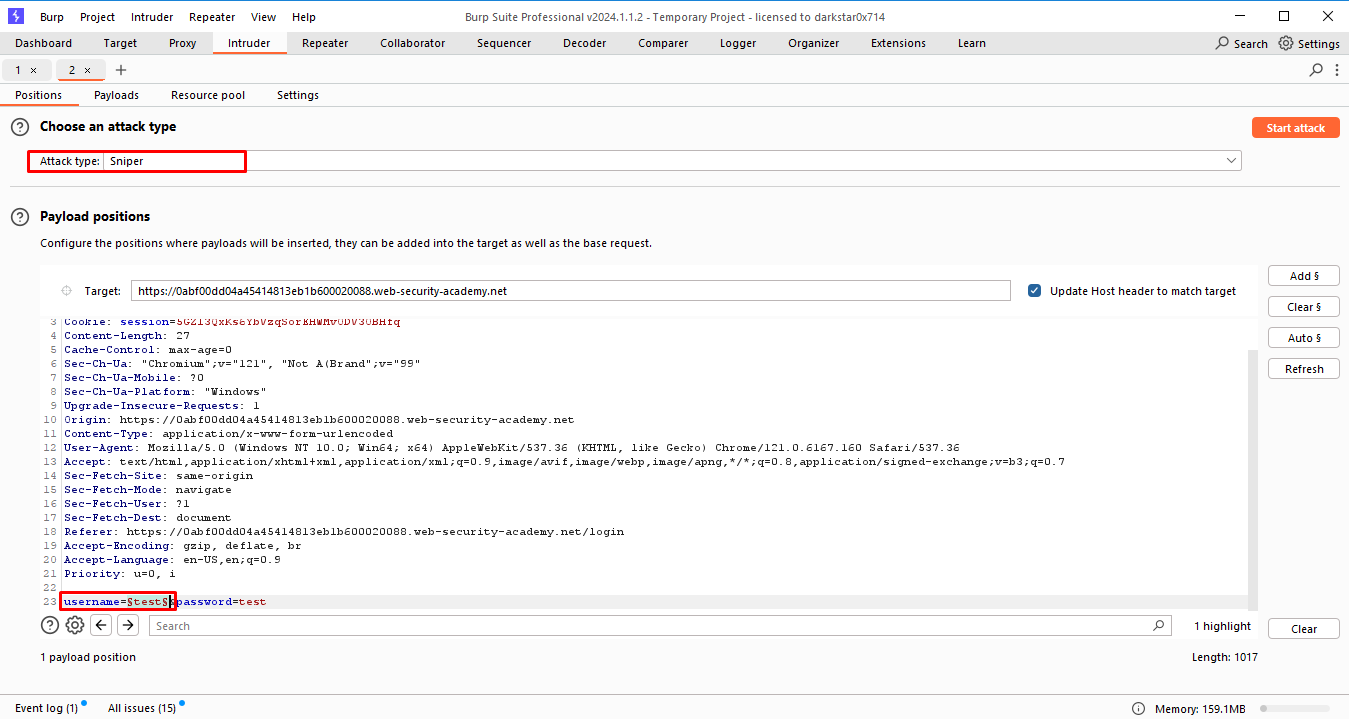 Burp Project Intruder Repeater View Help Burp Suite Professional v2024.1.1.2 - Temporary Project - licensed to darkstar0x714
Dashboard Target Proxy Intruder Repeater Collaborator Sequencer Decoder Comparer Logger Organizer Extensions Learn Search Settings
1 × 2 × +
Positions Payloads Resource pool Settings
? Choose an attack type Start attack
Attack type: Sniper
? Payload positions
Configure the positions where payloads will be inserted, they can be added into the target as well as the base request.
Add §
Target: https://0abf00dd04a45414813eb1b600020088.web-security-academy.net Update Host header to match target
Clear §
3 Cookie: session=
4 Content-Length: 27
Auto §
5 Cache-Control: max-age=0
6 Sec-Ch-Ua: "Chromium";v="121", "Not A(Brand";v="99"
Refresh
7 Sec-Ch-Ua-Mobile: ?0
8 Sec-Ch-Ua-Platform: "Windows"
9 Upgrade-Insecure-Requests: 1
10 Origin: https://0abf00dd04a45414813eb1b600020088.web-security-academy.net
11 Content-Type: application/x-www-form-urlencoded
12 User-Agent: Mozilla/5.0 (Windows NT 10.0; Win64; x64) AppleWebKit/537.36 (KHTML, like Gecko) Chrome/121.0.6167.160 Safari/537.36
13 Accept: text/html,application/xhtml+xml,application/xml;q=0.9,image/avif,image/webp,image/apng,*/*;q=0.8,application/signed-exchange;v=b3;q=0.7
14 Sec-Fetch-Site: same-origin
15 Sec-Fetch-Mode: navigate
16 Sec-Fetch-User: ?1
17 Sec-Fetch-Dest: document
18 Referer: https://0abf00dd04a45414813eb1b600020088.web-security-academy.net/login
19 Accept-Encoding: gzip, deflate, br
20 Accept-Language: en-US,en;q=0.9
21 Priority: u=0, i
22
23 username=§test§&password=test
? Search 1 highlight Clear
1 payload position Length: 1017
Event log (1) All issues (15) Memory: 159.1MB